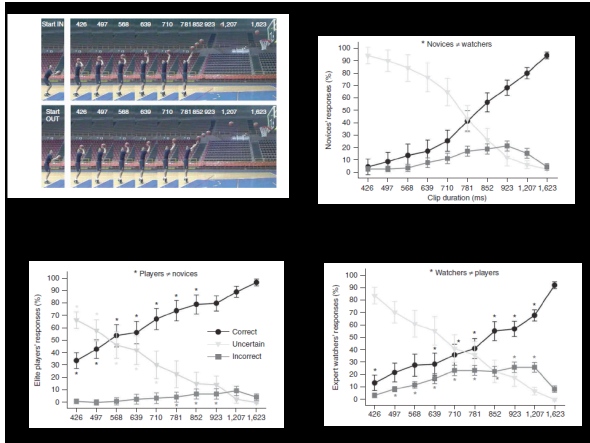 Start IN 426 497 568 639 710 781 852 923 1,207 1,623
Start OUT 426 497 568 639 710 781 852 923 1,207 1,623
* Novices ≠ watchers
Novices' responses (%)
100
90
80
70
60
50
40
30
20
10
0
426 497 568 639 710 781 852 923 1,207 1,623
Clip duration (ms)
* Players ≠ novices
Elite players' responses (%)
100
90
80
70
60
50
40
30
20
10
0
Correct
Uncertain
Incorrect
426 497 568 639 710 781 852 923 1,207 1,623
* Watchers ≠ players
Expert watchers' responses (%)
100
90
80
70
60
50
40
30
20
10
0
426 497 568 639 710 781 852 923 1,207 1,623